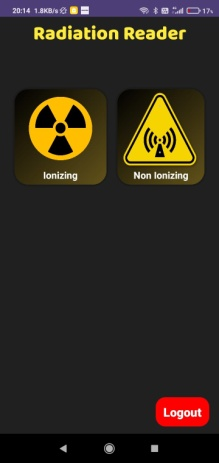 20:14 1.8KB/s
17%
Radiation Reader
Ionizing
Non Ionizing
Logout